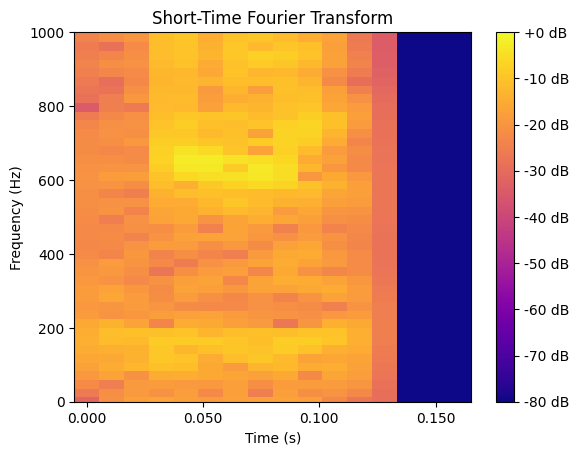 Short-Time Fourier Transform
1000
800
600
400
200
0
Frequency (Hz)
0.000
0.050
0.100
0.150
Time (s)
+0 dB
-10 dB
-20 dB
-30 dB
-40 dB
-50 dB
-60 dB
-70 dB
-80 dB